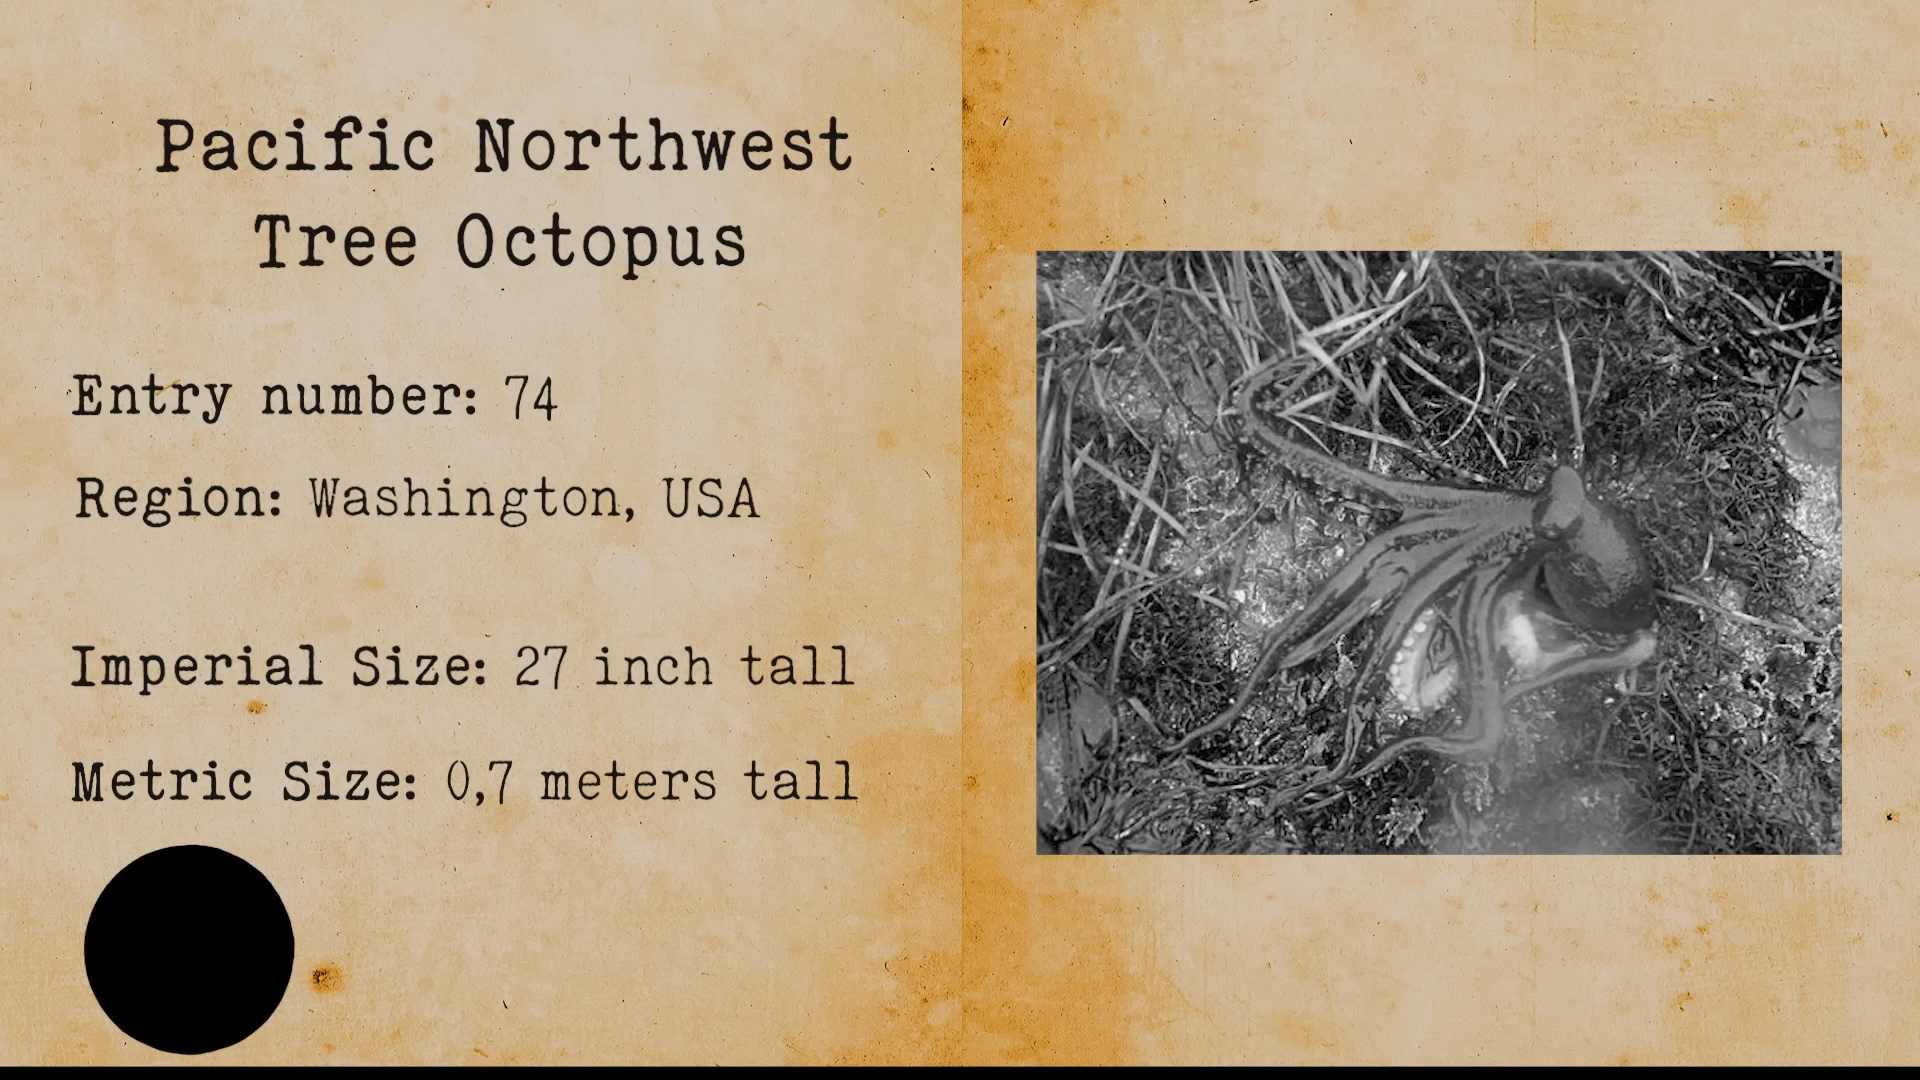 Pacific Northwest
Tree Octopus
Entry number: 74
Region: Washington, USA
Imperial Size: 27 inch tall
Metric Size: 0,7 meters tall